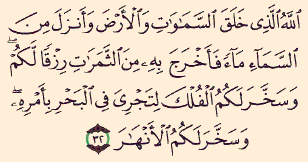 ٱللَّهُ ٱلَّذِى خَلَقَ ٱلسَّمَٰوَٰتِ وَٱلْأَرْضَ وَأَنزَلَ مِنَ
ٱلسَّمَآءِ مَآءً فَأَخْرَجَ بِهِۦ مِنَ ٱلثَّمَرَٰتِ رِزْقًا لَّكُمْ ۖ
وَسَخَّرَ لَكُمُ ٱلْفُلْكَ لِتَجْرِىَ فِى ٱلْبَحْرِ بِأَمْرِهِۦ ۖ
وَسَخَّرَ لَكُمُ ٱلْأَنْهَٰرَ ٣٢